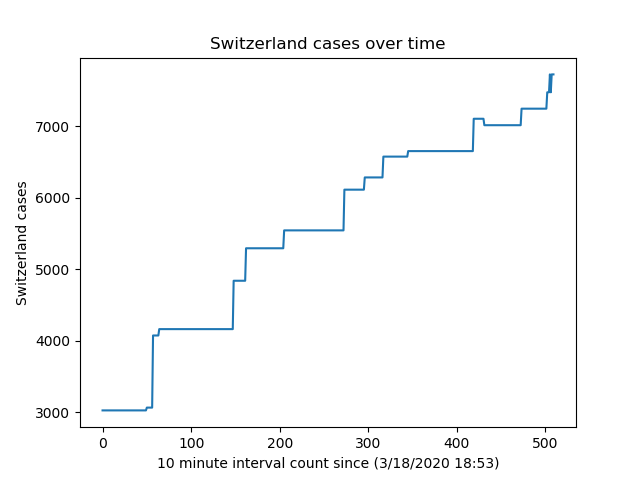 Switzerland cases over time
Switzerland cases
7000
6000
5000
4000
3000
0 100 200 300 400 500
10 minute interval count since (3/18/2020 18:53)